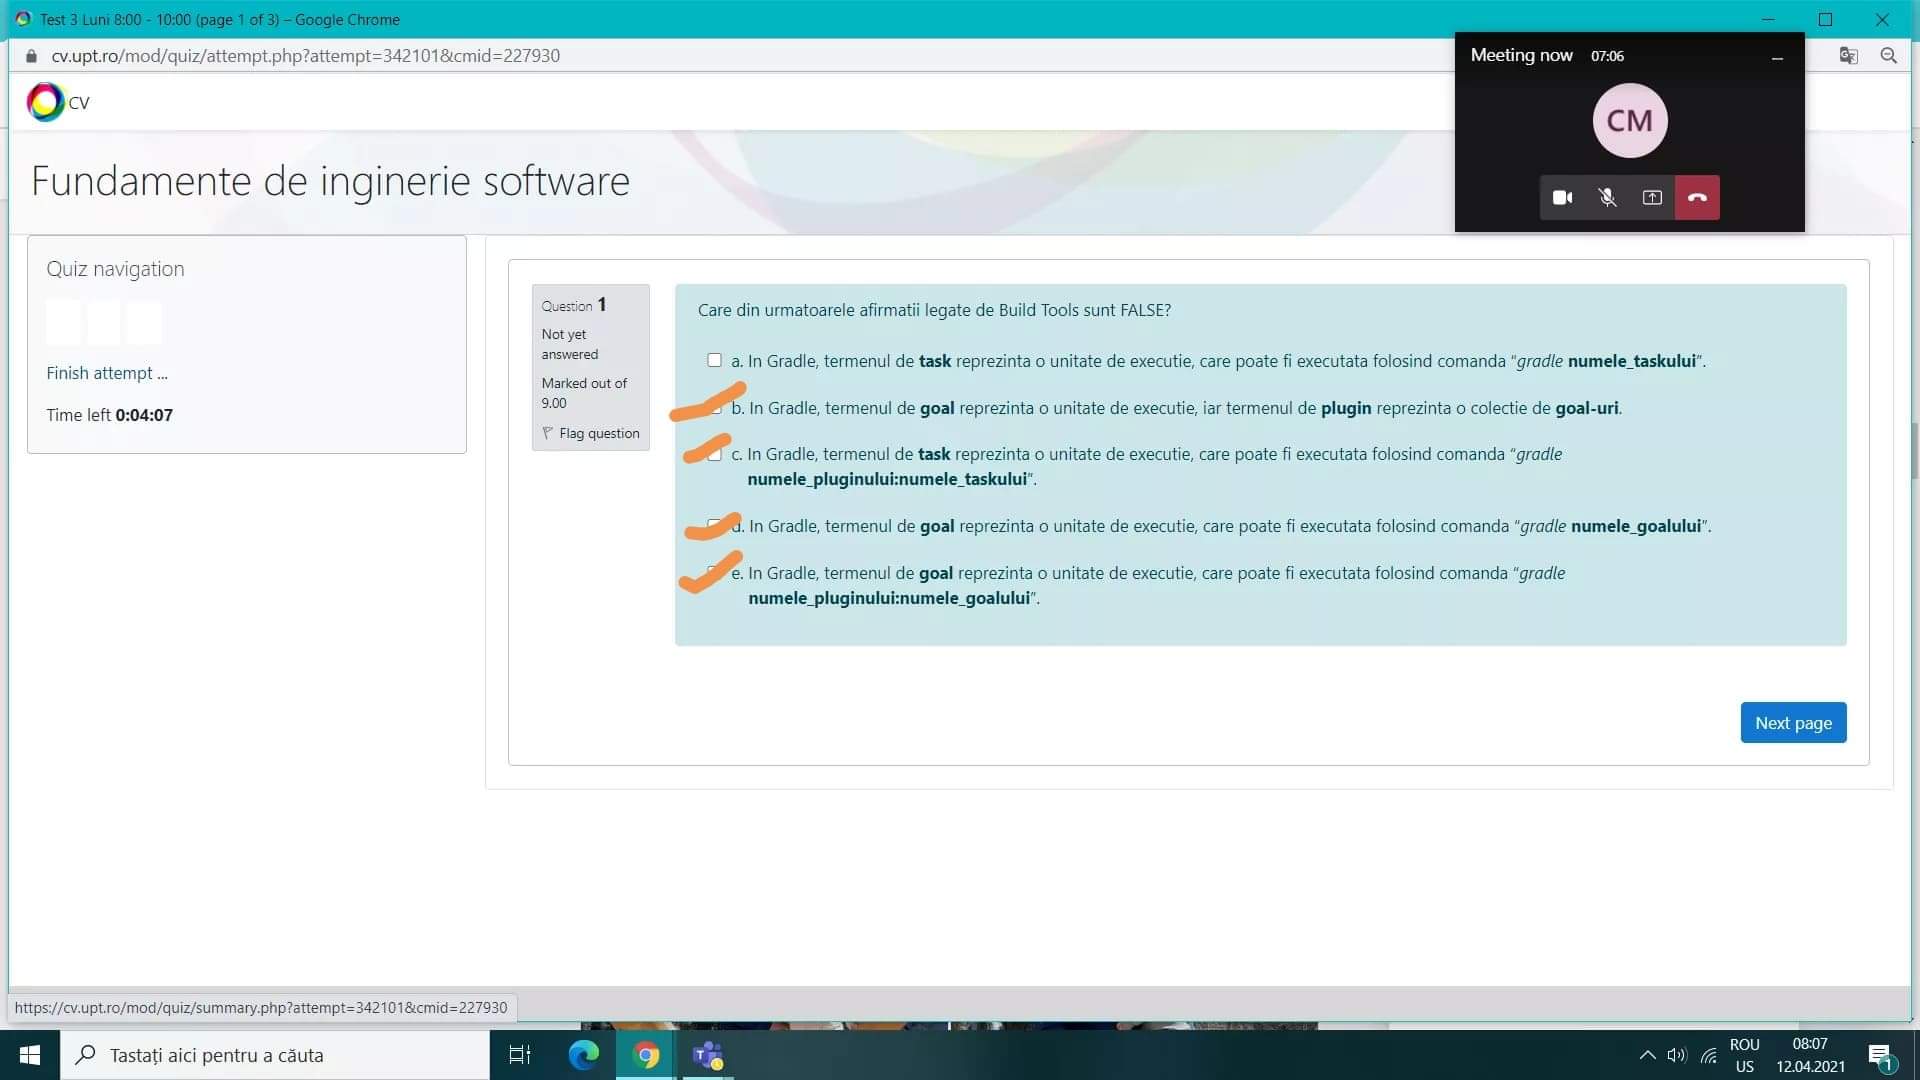 Test 3 Luni 8:00 - 10:00 (page 1 of 3) – Google Chrome
cv.upt.ro/mod/quiz/attempt.php?attempt=342101&cmid=227930
Meeting now 07:06
CM
CV
Fundamente de inginerie software
Quiz navigation
Finish attempt ...
Time left 0:04:07
Question 1
Not yet
answered
Marked out of
9.00
Flag question
Care din urmatoarele afirmatii legate de Build Tools sunt FALSE?
a. In Gradle, termenul de task reprezinta o unitate de executie, care poate fi executata folosind comanda “gradle numele_taskului”.
b. In Gradle, termenul de goal reprezinta o unitate de executie, iar termenul de plugin reprezinta o colectie de goal-uri.
c. In Gradle, termenul de task reprezinta o unitate de executie, care poate fi executata folosind comanda “gradle
numele_pluginului:numele_taskului”.
d. In Gradle, termenul de goal reprezinta o unitate de executie, care poate fi executata folosind comanda “gradle numele_goalului”.
e. In Gradle, termenul de goal reprezinta o unitate de executie, care poate fi executata folosind comanda “gradle
numele_pluginului:numele_goalului”.
Next page
https://cv.upt.ro/mod/quiz/summary.php?attempt=342101&cmid=227930
Tastați aici pentru a căuta
ROU
US
08:07
12.04.2021
1